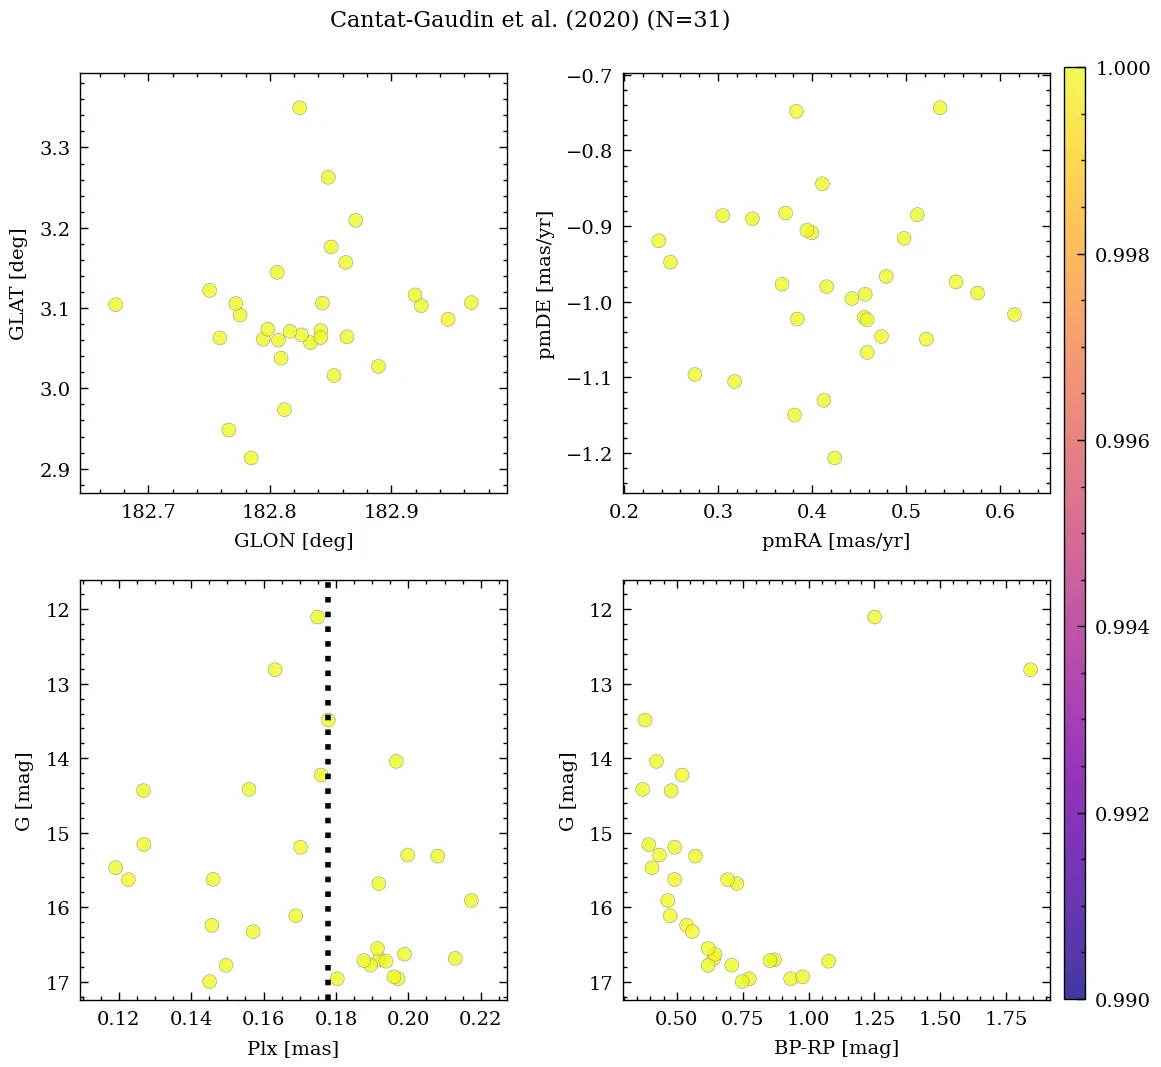 Cantat-Gaudin et al. (2020) (N=31)
3.3
3.2
3.1
3.0
2.9
GLAT [deg]
182.7 182.8 182.9
GLON [deg]
−0.7
−0.8
−0.9
−1.0
−1.1
−1.2
pmDE [mas/yr]
0.2 0.3 0.4 0.5 0.6
pmRA [mas/yr]
12
13
14
15
16
17
G [mag]
0.12 0.14 0.16 0.18 0.20 0.22
Plx [mas]
12
13
14
15
16
17
G [mag]
0.50 0.75 1.00 1.25 1.50 1.75
BP-RP [mag]
1.000
0.998
0.996
0.994
0.992
0.990